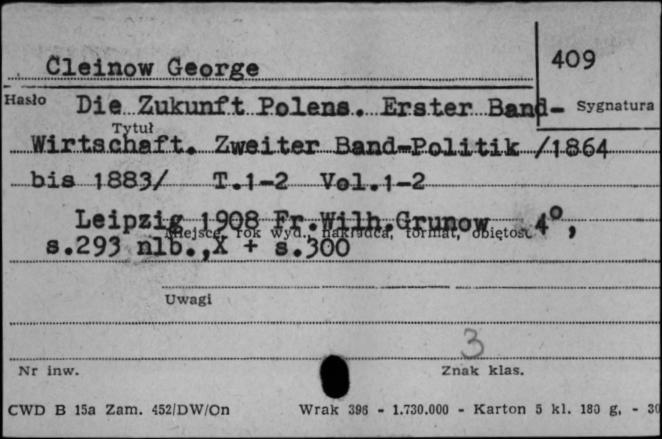 Cleinow George
409
Hasło
Die Zukunft Polens. Erster Band-
Sygnatura
Tytuł
Wirtschaft. Zweiter Band-Politik /1864
bis 1883/ T.1-2 Vol.1-2
Leipzig 1908 Fr.Wilh.Grunow 4°,
Miejsce, rok wyd., nakładca, format, objętość
s.293 nlb.,X + s.300
Uwagi
3
Nr inw.
Znak klas.
CWD B 15a Zam. 452/DW/On
Wrak 396 - 1.730.000 - Karton 5 kl. 180 g, - 30